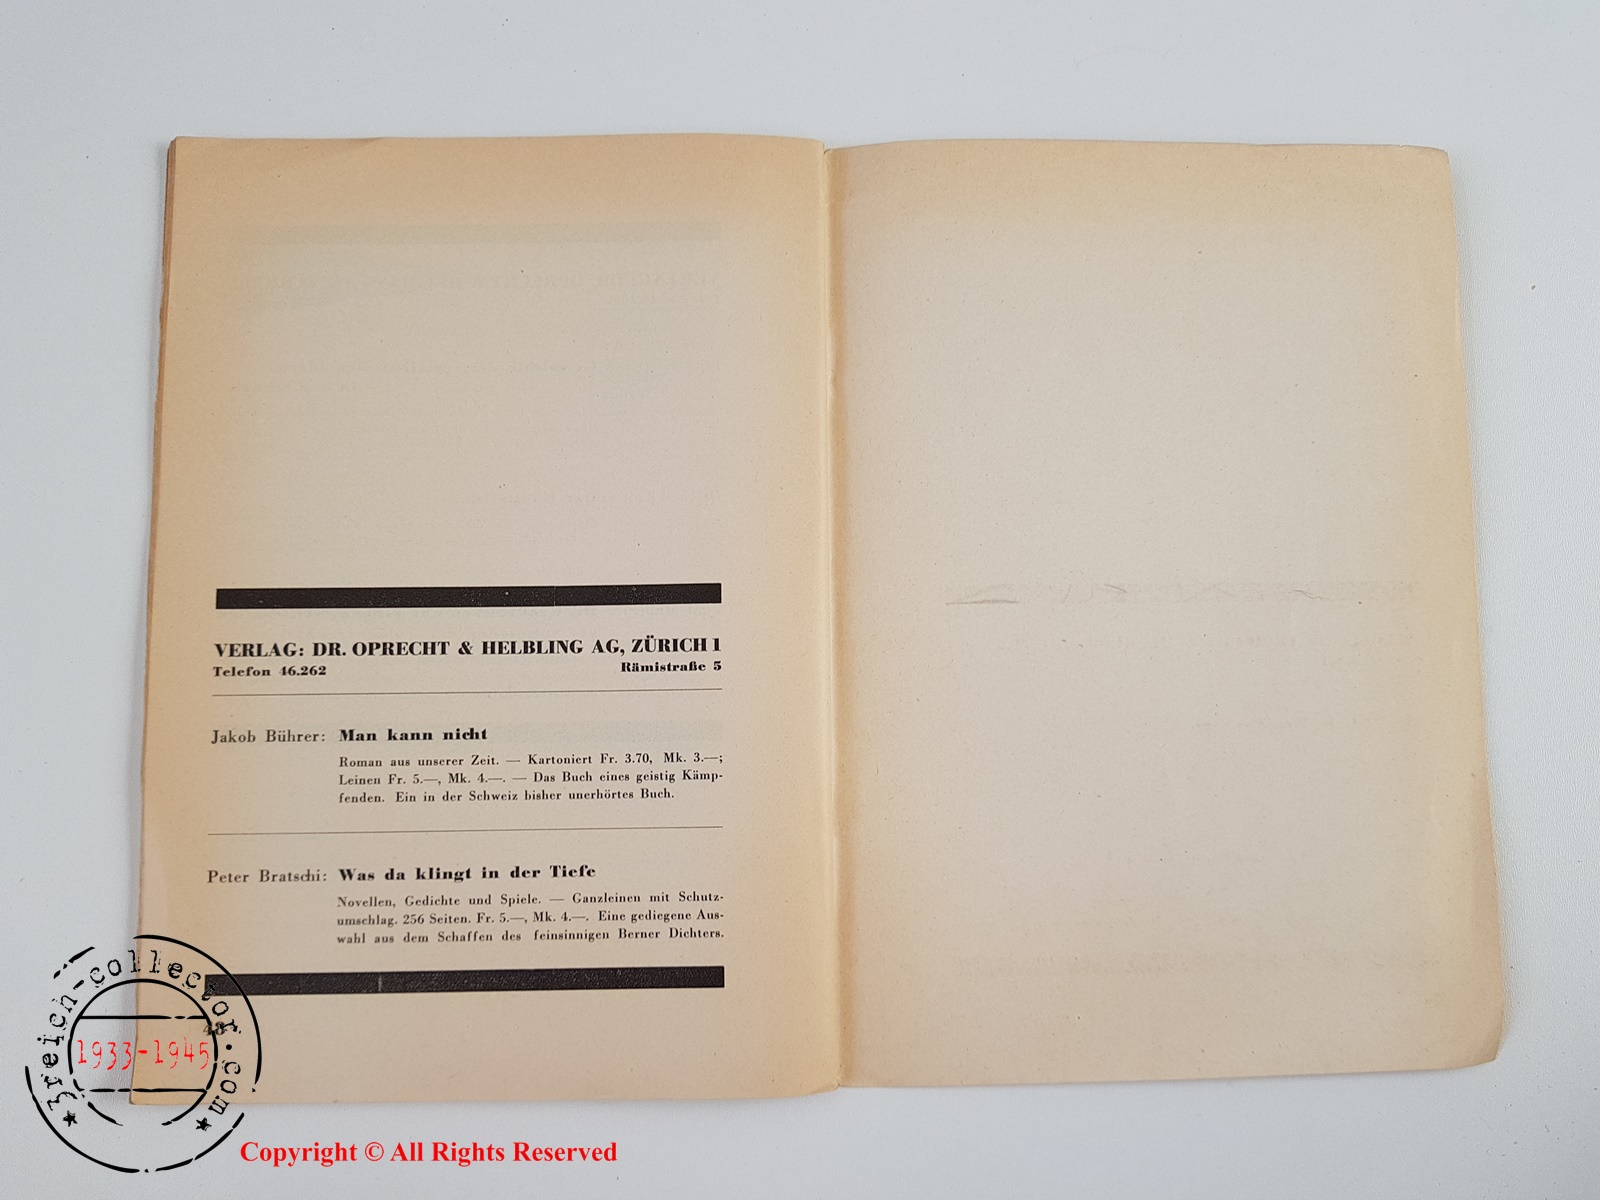 VERLAG: DR. OPRECHT & HELBLING AG, ZÜRICH 1
Telefon 46.262 Rämistraße 5
Jakob Bührer: Man kann nicht
Roman aus unserer Zeit. — Kartoniert Fr. 3.70, Mk. 3.—;
Leinen Fr. 5.—, Mk. 4.—. — Das Buch eines geistig Kämp-
fenden. Ein in der Schweiz bisher unerhörtes Buch.
Peter Bratschi: Was da klingt in der Tiefe
Novellen, Gedichte und Spiele. — Ganzleinen mit Schutz-
umschlag. 256 Seiten. Fr. 5.—, Mk. 4.—. Eine gediegene Aus-
wahl aus dem Schaffen des feinsinnigen Berner Dichters.
48
3reich-collector.com
1933-1945
Copyright © All Rights Reserved